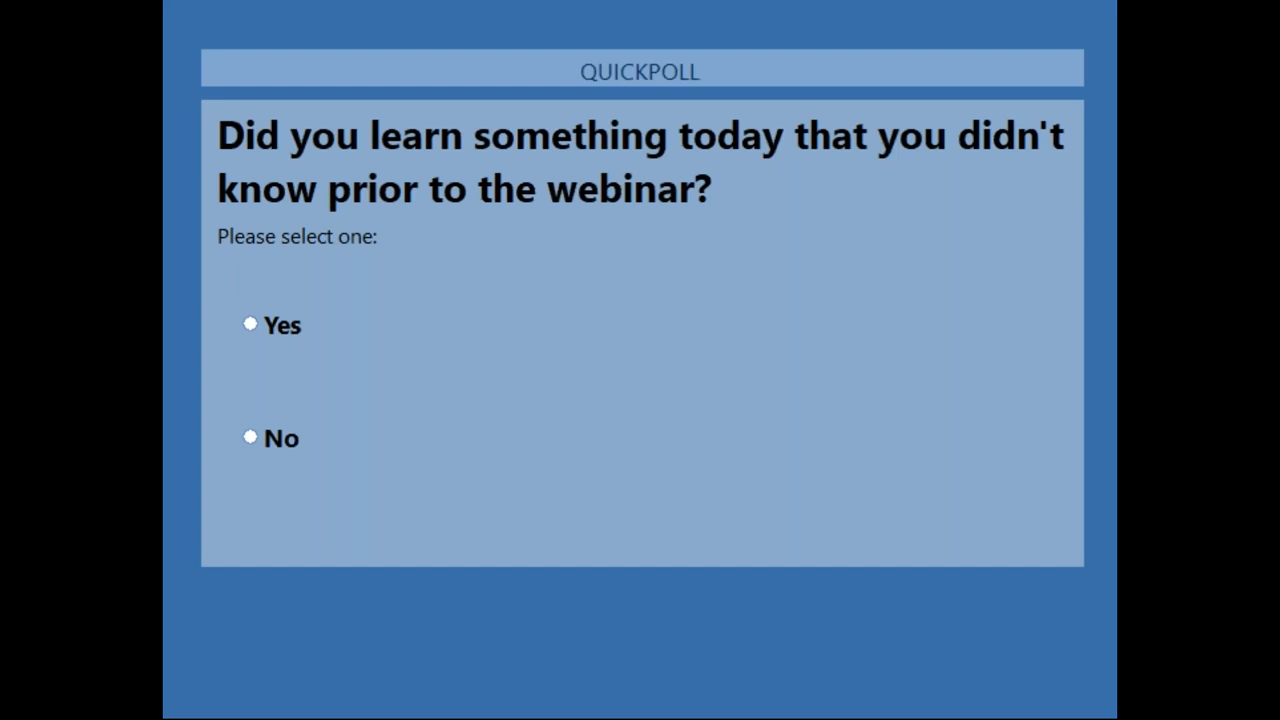 QUICKPOLL
Did you learn something today that you didn't
know prior to the webinar?
Please select one:
Yes
No